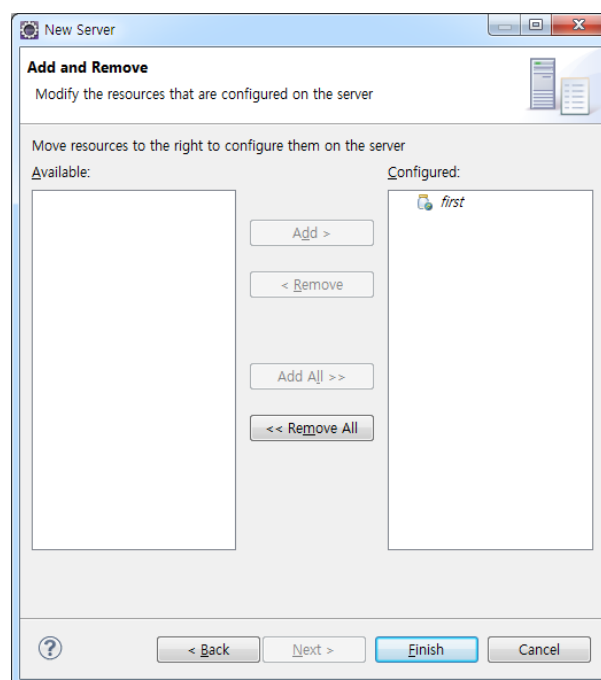 New Server
Add and Remove
Modify the resources that are configured on the server
Move resources to the right to configure them on the server
Available:
Configured:
first
Add >
< Remove
Add All >>
<< Remove All
?
< Back
Next >
Finish
Cancel